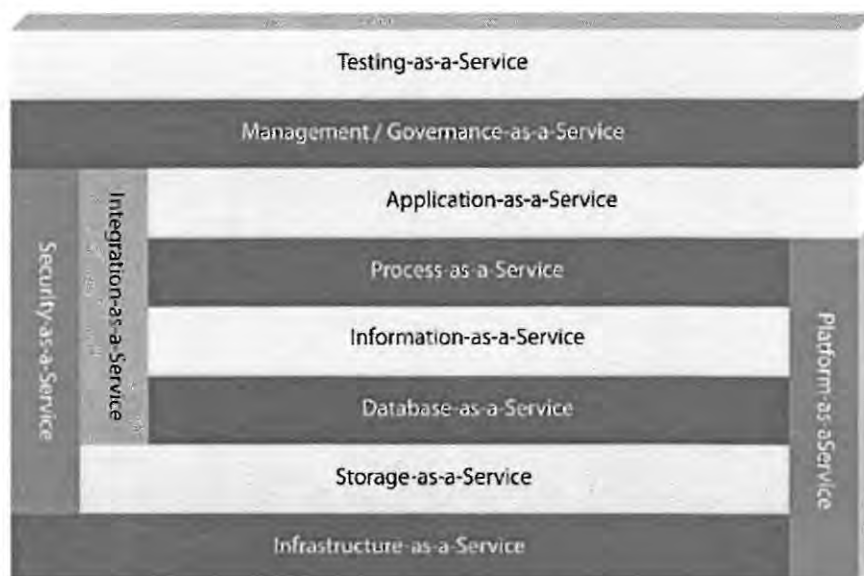 Testing-as-a-Service
Management / Governance-as-a-Service
Security-as-a-Service
Integration-as-a-Service
Application-as-a-Service
Process-as-a-Service
Information-as-a-Service
Database-as-a-Service
Storage-as-a-Service
Infrastructure-as-a-Service
Platform-as-aService